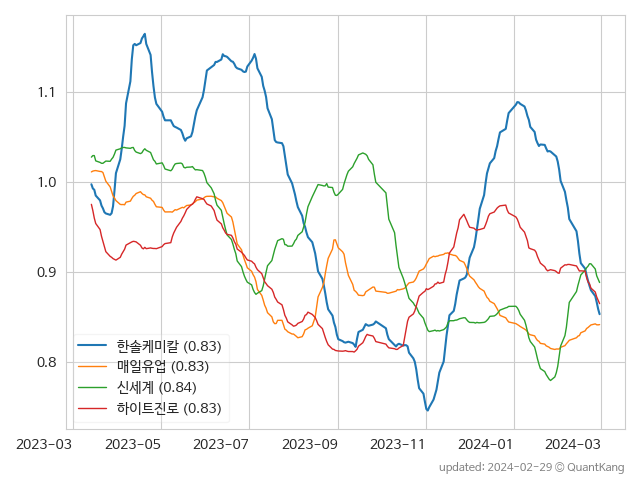 1.1
1.0
0.9
0.8
한솔케미칼 (0.83)
매일유업 (0.83)
신세계 (0.84)
하이트진로 (0.83)
2023-03 2023-05 2023-07 2023-09 2023-11 2024-01 2024-03
updated: 2024-02-29 © QuantKang